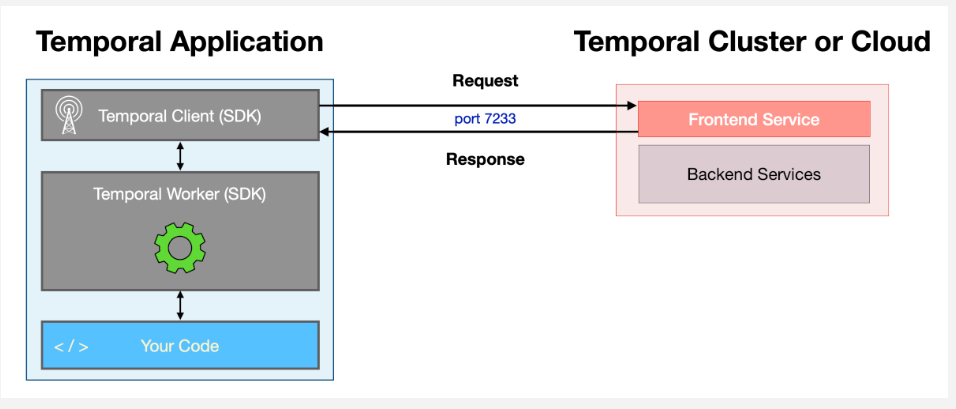 Temporal Application
Temporal Cluster or Cloud
Temporal Client (SDK)
Request
port 7233
Response
Frontend Service
Backend Services
Temporal Worker (SDK)
</> Your Code